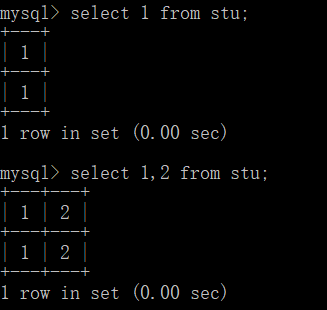 mysql> select 1 from stu;
+---+
| 1 |
+---+
| 1 |
+---+
1 row in set (0.00 sec)
mysql> select 1,2 from stu;
+---+---+
| 1 | 2 |
+---+---+
| 1 | 2 |
+---+---+
1 row in set (0.00 sec)